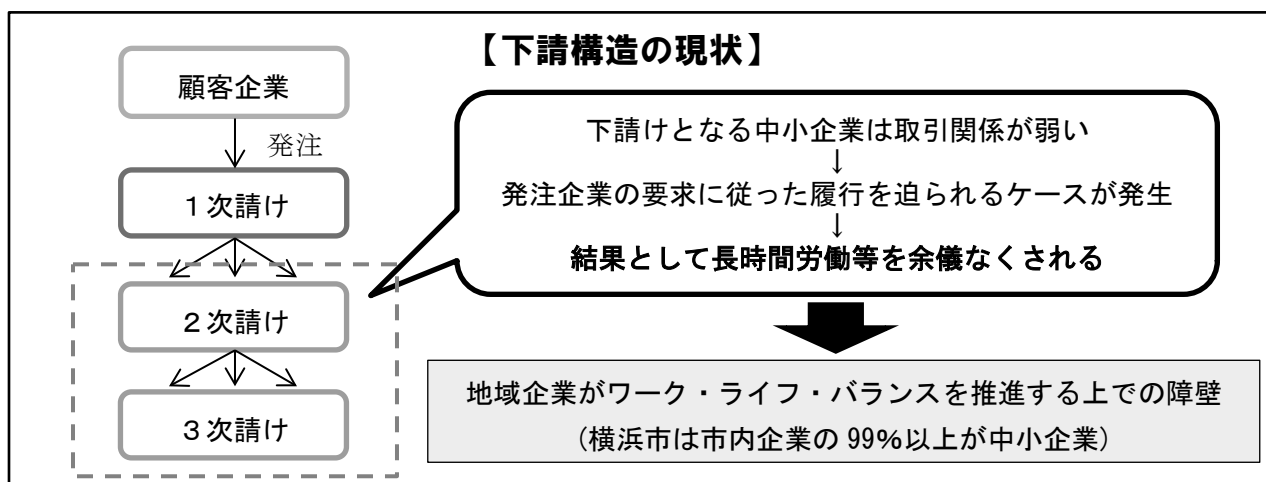 【下請構造の現状】
顧客企業
発注
1次請け
2次請け
3次請け
下請けとなる中小企業は取引関係が弱い
↓
発注企業の要求に従った履行を迫られるケースが発生
↓
結果として長時間労働等を余儀なくされる
地域企業がワーク・ライフ・バランスを推進する上での障壁
(横浜市は市内企業の 99%以上が中小企業)